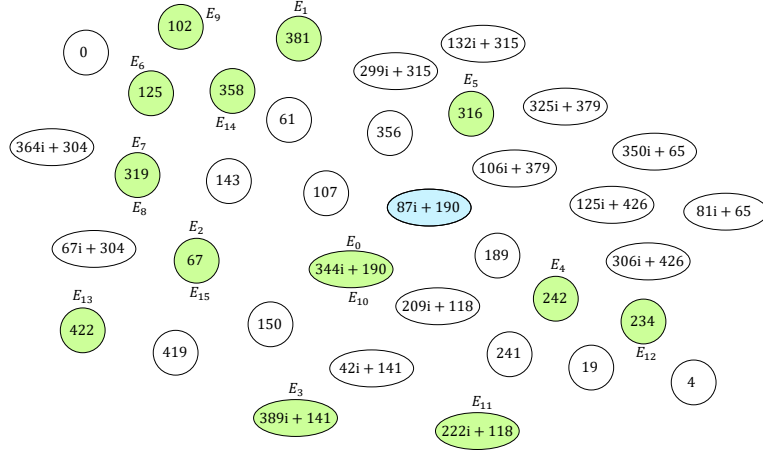 E₉
E₁
102
381
132i + 315
0
E₆
299i + 315
E₅
125
358
325i + 379
316
E₁₄
61
356
364i + 304
E₇
350i + 65
319
143
106i + 379
107
E₈
87i + 190
125i + 426
81i + 65
E₂
67i + 304
E₀
189
67
344i + 190
E₄
306i + 426
E₁₃
E₁₅
E₁₀
242
209i + 118
422
150
234
419
241
E₁₂
42i + 141
19
4
E₃
E₁₁
389i + 141
222i + 118